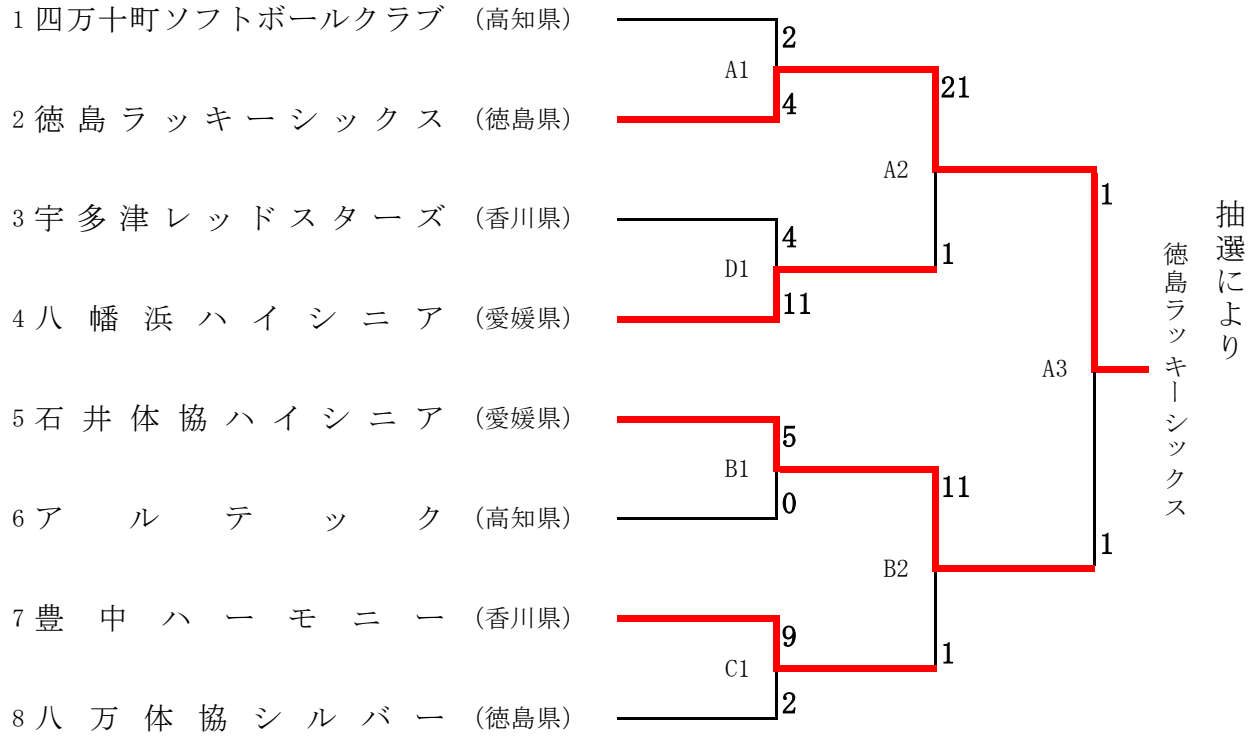 1 四万十町ソフトボールクラブ (高知県)
2
A1
4
21
2 徳島ラッキーシックス (徳島県)
A2
1
3 宇多津レッドスターズ (香川県)
4
D1
11
1
4 八幡浜ハイシニア (愛媛県)
A3
抽選により
徳島ラッキーシックス
5 石井体協ハイシニア (愛媛県)
5
B1
0
11
6 アルテック (高知県)
B2
1
7 豊中ハーモニー (香川県)
9
C1
2
1
8 八万体協シルバー (徳島県)